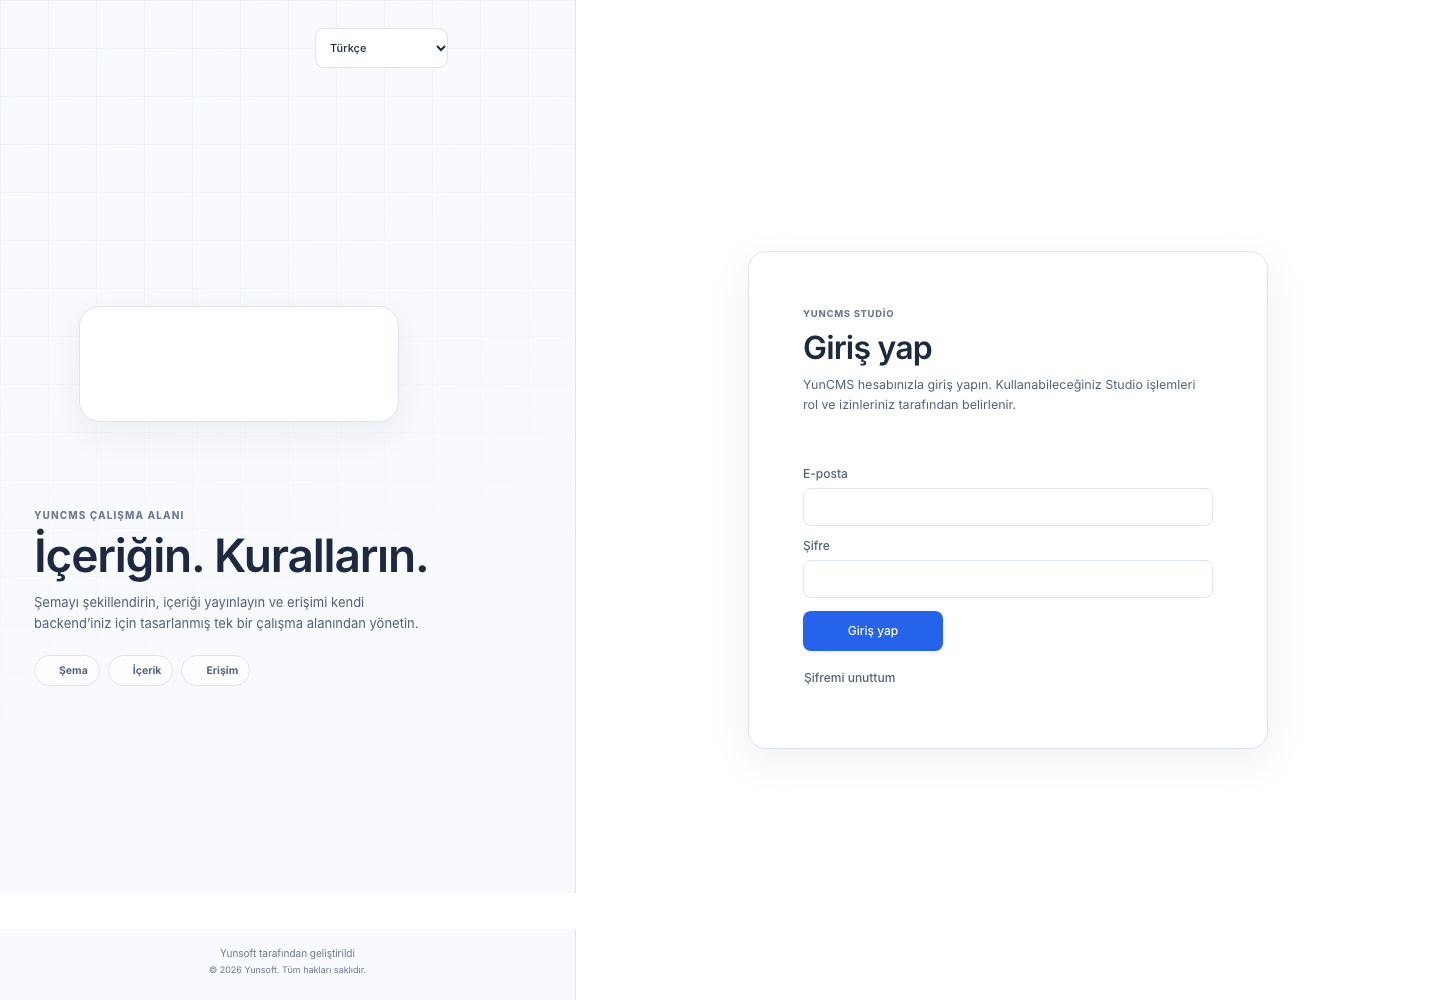 Türkçe
YUNCMS ÇALIŞMA ALANI
İçeriğin. Kuralların.
Şemayı şekillendirin, içeriği yayınlayın ve erişimi kendi
backend’iniz için tasarlanmış tek bir çalışma alanından yönetin.
Şema
İçerik
Erişim
Yunsoft tarafından geliştirildi
© 2026 Yunsoft. Tüm hakları saklıdır.
YUNCMS STUDİO
Giriş yap
YunCMS hesabınızla giriş yapın. Kullanabileceğiniz Studio işlemleri
rol ve izinleriniz tarafından belirlenir.
E-posta
Şifre
Giriş yap
Şifremi unuttum